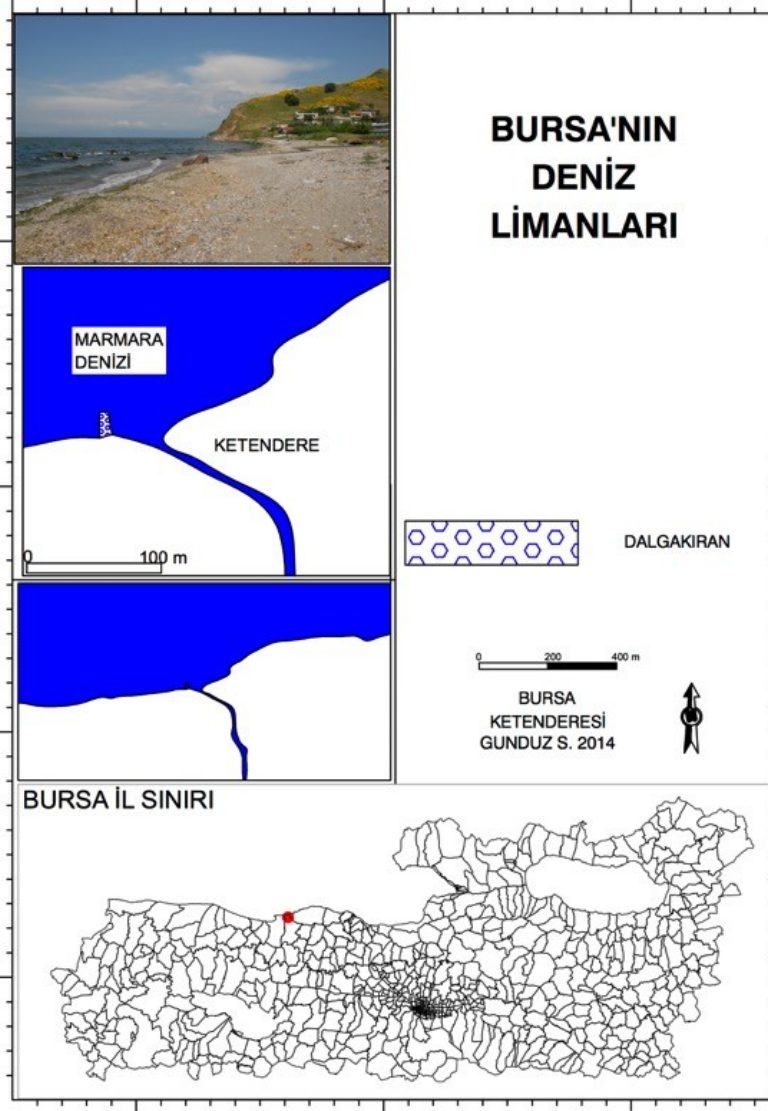 BURSA'NIN
DENİZ
LİMANLARI
MARMARA
DENİZİ
KETENDERE
0 100 m
DALGAKIRAN
0 200 400 m
BURSA
KETENDERESİ
GUNDUZ S. 2014
BURSA İL SINIRI